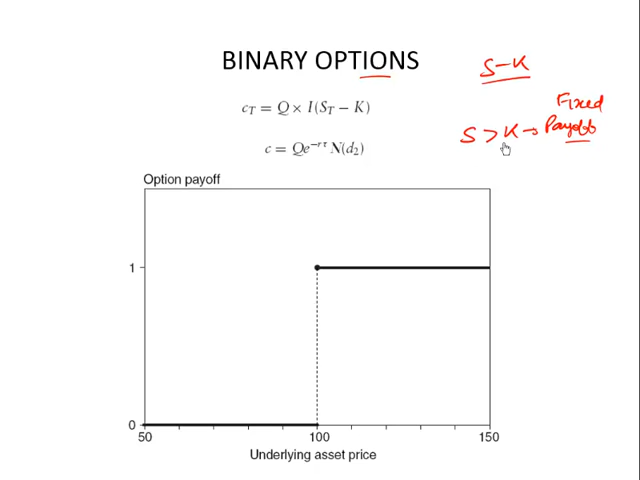 BINARY OPTIONS
S-K
c_T = Q × I(S_T − K)
Fixed
S > K → Payoff
c = Qe^{−rτ} N(d_2)
Option payoff
1
0
50 100 150
Underlying asset price